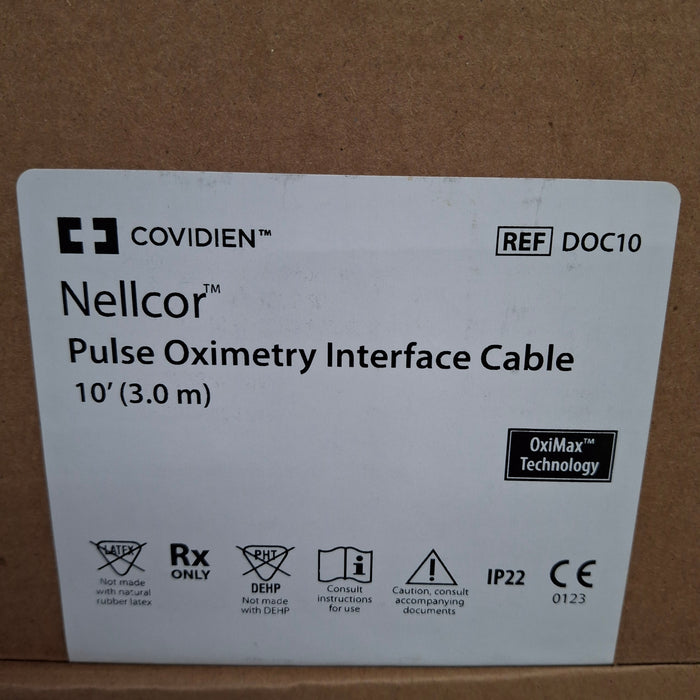 COVIDIEN™
REF DOC10
Nellcor™
Pulse Oximetry Interface Cable
10' (3.0 m)
OxiMax™
Technology
LATEX
Not made
with natural
rubber latex
Rx
ONLY
PHT
DEHP
Not made
with DEHP
i
Consult
instructions
for use
!
Caution, consult
accompanying
documents
IP22
CE
0123